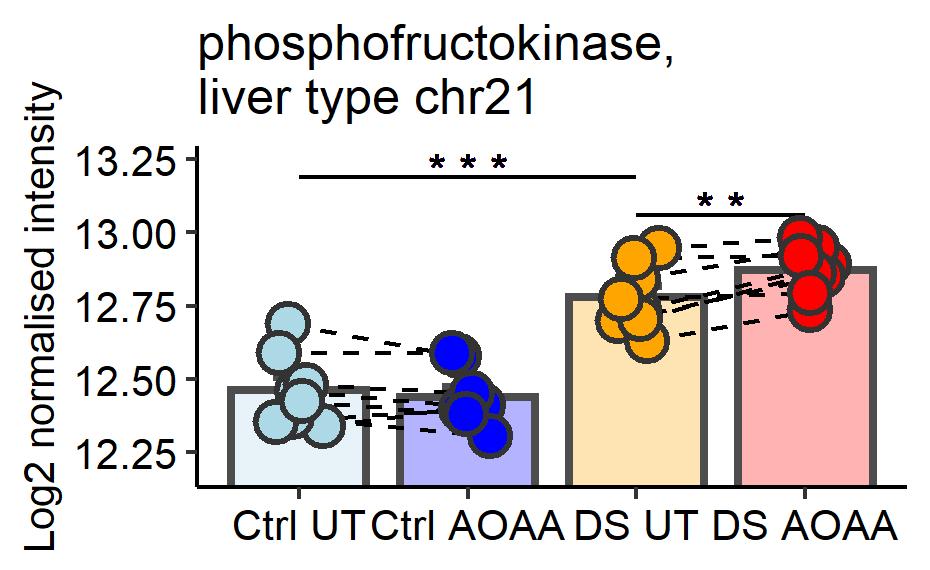 phosphofructokinase,
liver type chr21
Log2 normalised intensity
13.25
13.00
12.75
12.50
12.25
* * *
* *
Ctrl UT Ctrl AOAA DS UT DS AOAA